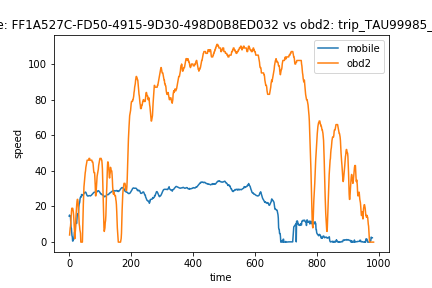 e: FF1A527C-FD50-4915-9D30-498D0B8ED032 vs obd2: trip_TAU99985_
mobile
obd2
100
80
60
40
20
0
speed
0 200 400 600 800 1000
time